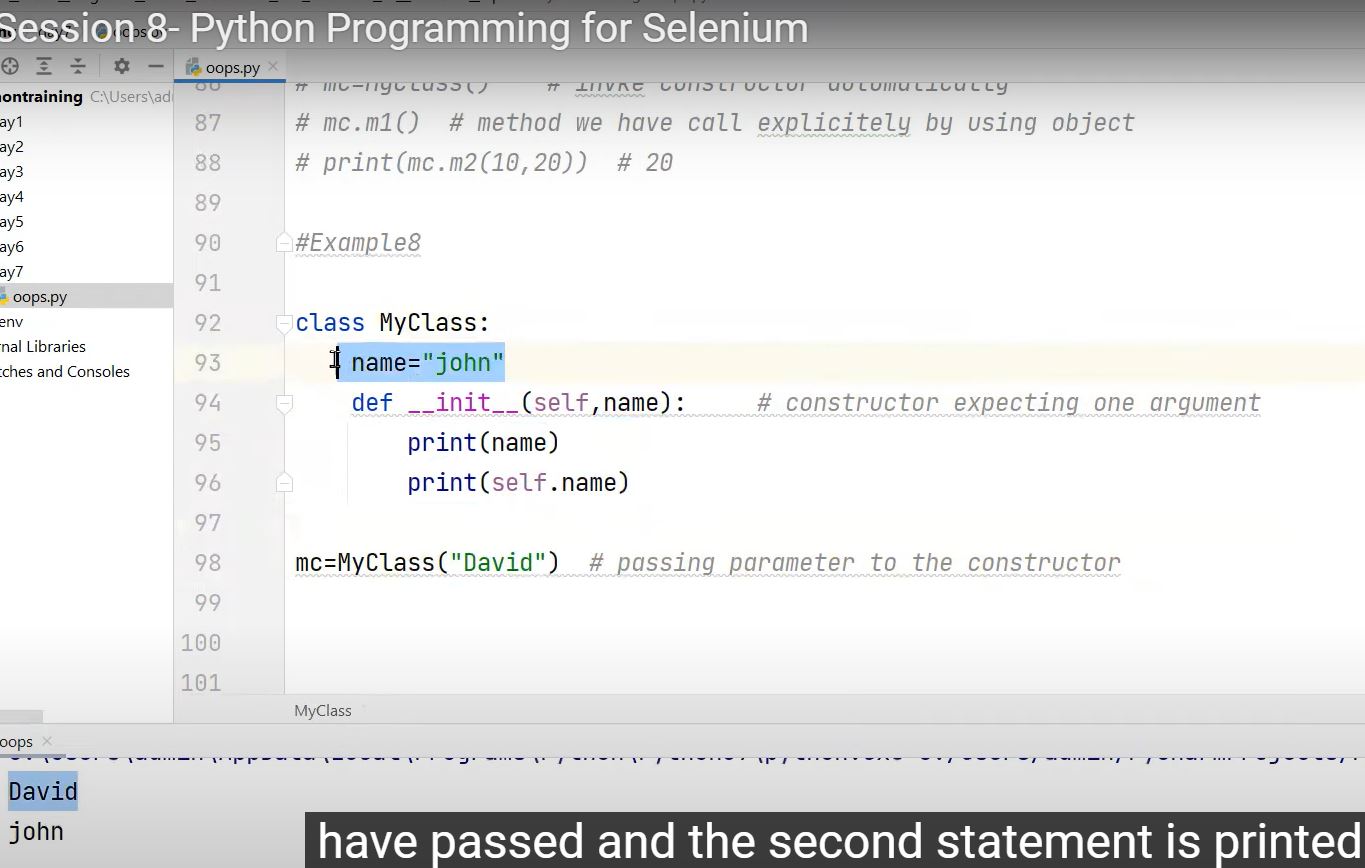 Session 8- Python Programming for Selenium
oops.py
ontraining C:\Users\ad
ay1
ay2
ay3
ay4
ay5
ay6
ay7
oops.py
env
nal Libraries
tches and Consoles
86 # mc=MyClass() # invke constructor automatically
87 # mc.m1() # method we have call explicitely by using object
88 # print(mc.m2(10,20)) # 20
89
90 #Example8
91
92 class MyClass:
93 name="john"
94 def __init__(self,name): # constructor expecting one argument
95 print(name)
96 print(self.name)
97
98 mc=MyClass("David") # passing parameter to the constructor
99
100
101
MyClass
oops
David
john
have passed and the second statement is printed